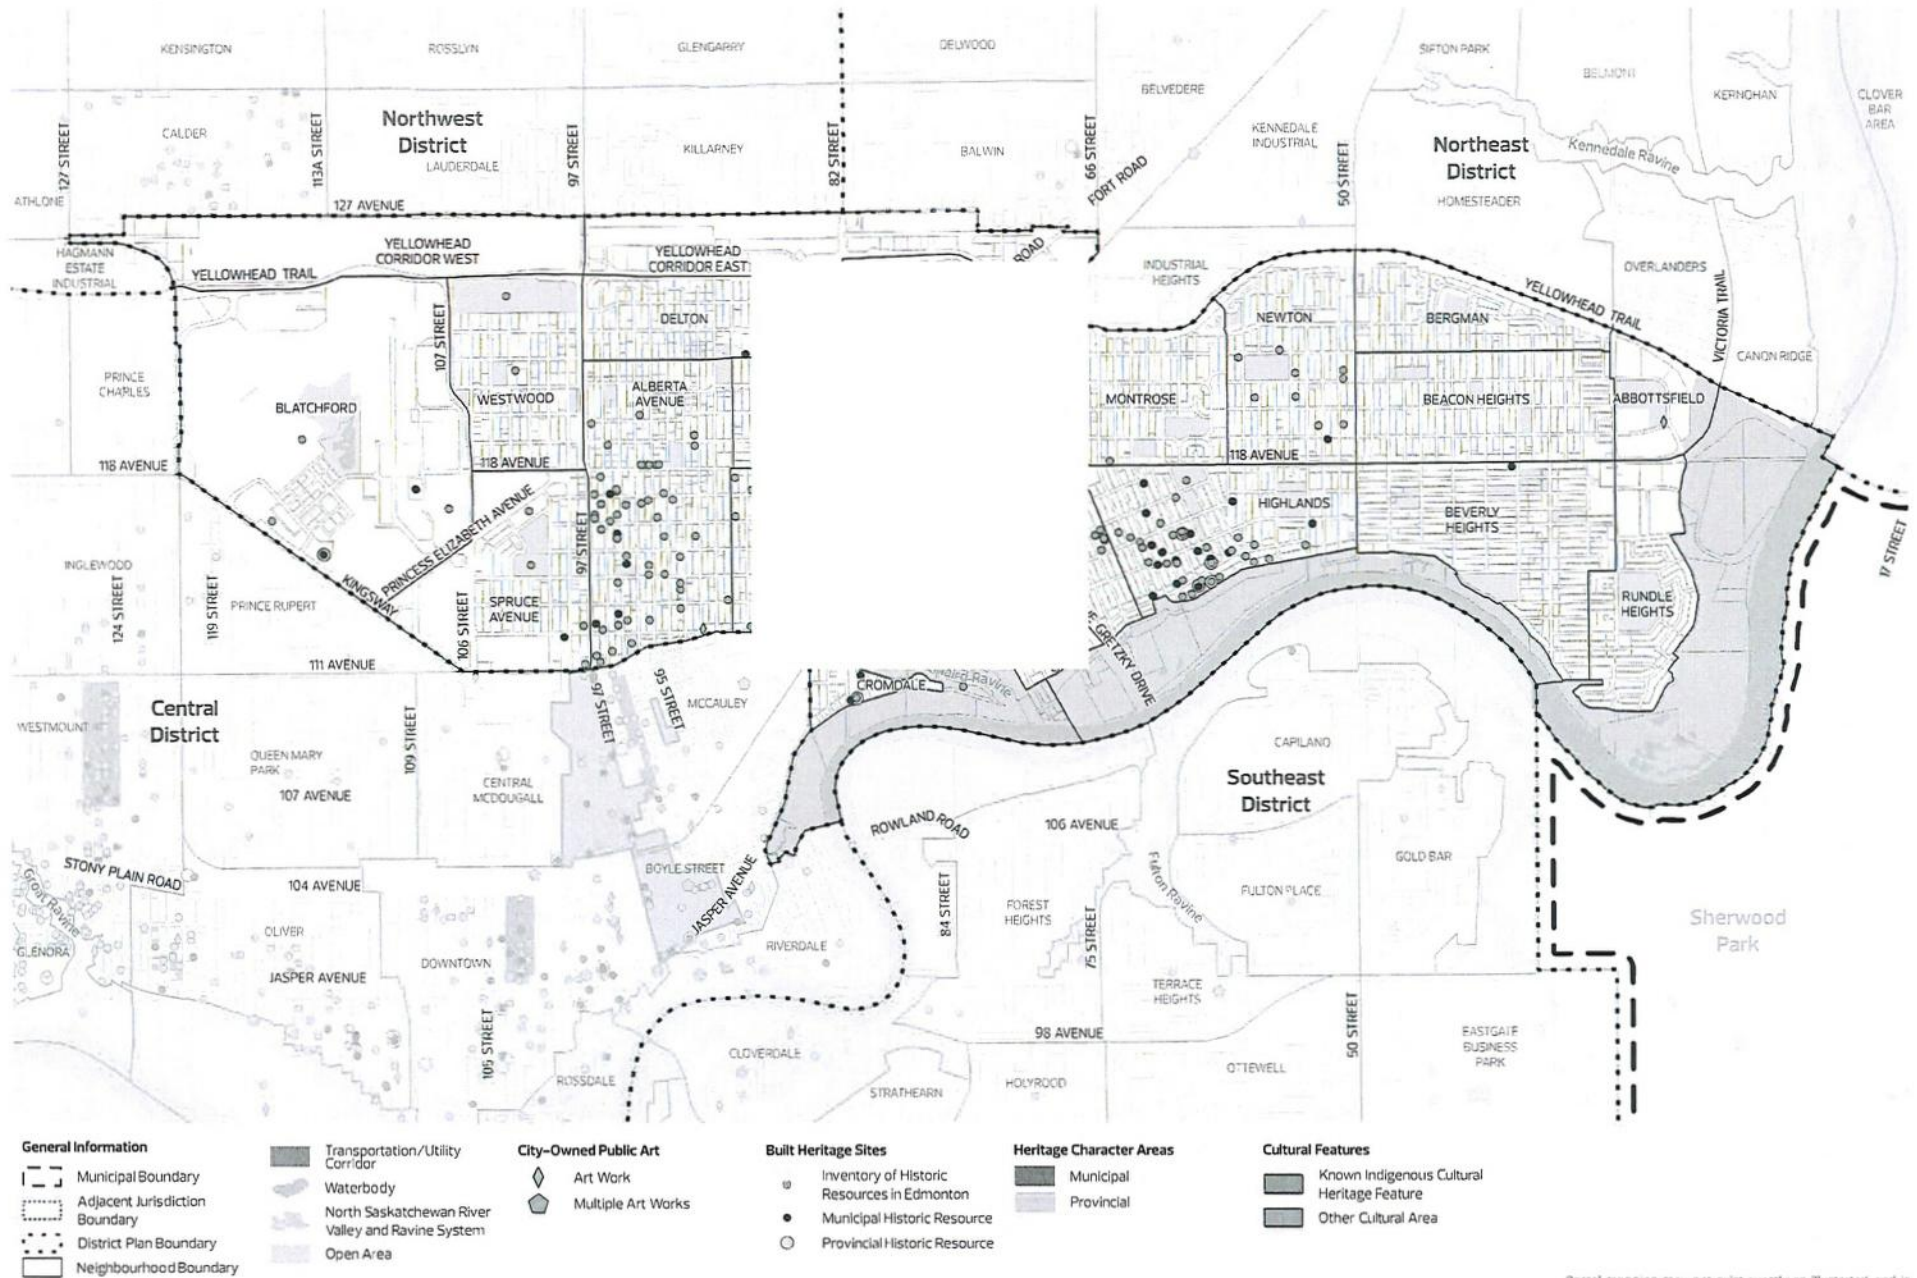 KENSINGTON
ROSSLYN
GLENGARRY
DELWOOD
SIFTON PARK
BELMONT
KERNOHAN
CLOVER
BAR
AREA
BELVEDERE
CALDER
Northwest
District
LAUDERDALE
KILLARNEY
BALWIN
KENNEDALE
INDUSTRIAL
Northeast
District
HOMESTEADER
Kennedale Ravine
127 STREET
113A STREET
97 STREET
82 STREET
66 STREET
FORT ROAD
50 STREET
ATHLONE
127 AVENUE
HAGMANN
ESTATE
INDUSTRIAL
YELLOWHEAD TRAIL
YELLOWHEAD
CORRIDOR WEST
YELLOWHEAD
CORRIDOR EAST
ROAD
INDUSTRIAL
HEIGHTS
OVERLANDERS
YELLOWHEAD TRAIL
VICTORIA TRAIL
CANON RIDGE
107 STREET
DELTON
NEWTON
BERGMAN
PRINCE
CHARLES
BLATCHFORD
WESTWOOD
ALBERTA
AVENUE
MONTROSE
BEACON HEIGHTS
ABBOTTSFIELD
118 AVENUE
118 AVENUE
118 AVENUE
HIGHLANDS
BEVERLY
HEIGHTS
17 STREET
INGLEWOOD
124 STREET
119 STREET
PRINCE RUPERT
KINGSWAY
PRINCESS ELIZABETH AVENUE
106 STREET
SPRUCE
AVENUE
97 STREET
RUNDLE
HEIGHTS
111 AVENUE
97 STREET
95 STREET
MCCAULEY
CROMDALE
Ravine
GRETZKY DRIVE
WESTMOUNT
Central
District
QUEEN MARY
PARK
109 STREET
107 AVENUE
CENTRAL
MCDOUGALL
CAPILANO
Southeast
District
STONY PLAIN ROAD
104 AVENUE
BOYLE STREET
JASPER AVENUE
ROWLAND ROAD
106 AVENUE
84 STREET
Fulton Ravine
GOLD BAR
FULTON PLACE
Groat Ravine
GLENORA
OLIVER
JASPER AVENUE
DOWNTOWN
RIVERDALE
FOREST
HEIGHTS
75 STREET
TERRACE
HEIGHTS
Sherwood
Park
105 STREET
ROSSDALE
CLOVERDALE
STRATHEARN
98 AVENUE
HOLYROOD
OTTEWELL
50 STREET
EASTGATE
BUSINESS
PARK
General Information
Municipal Boundary
Adjacent Jurisdiction
Boundary
District Plan Boundary
Neighbourhood Boundary
Transportation/Utility
Corridor
Waterbody
North Saskatchewan River
Valley and Ravine System
Open Area
City-Owned Public Art
Art Work
Multiple Art Works
Built Heritage Sites
Inventory of Historic
Resources in Edmonton
Municipal Historic Resource
Provincial Historic Resource
Heritage Character Areas
Municipal
Provincial
Cultural Features
Known Indigenous Cultural
Heritage Feature
Other Cultural Area